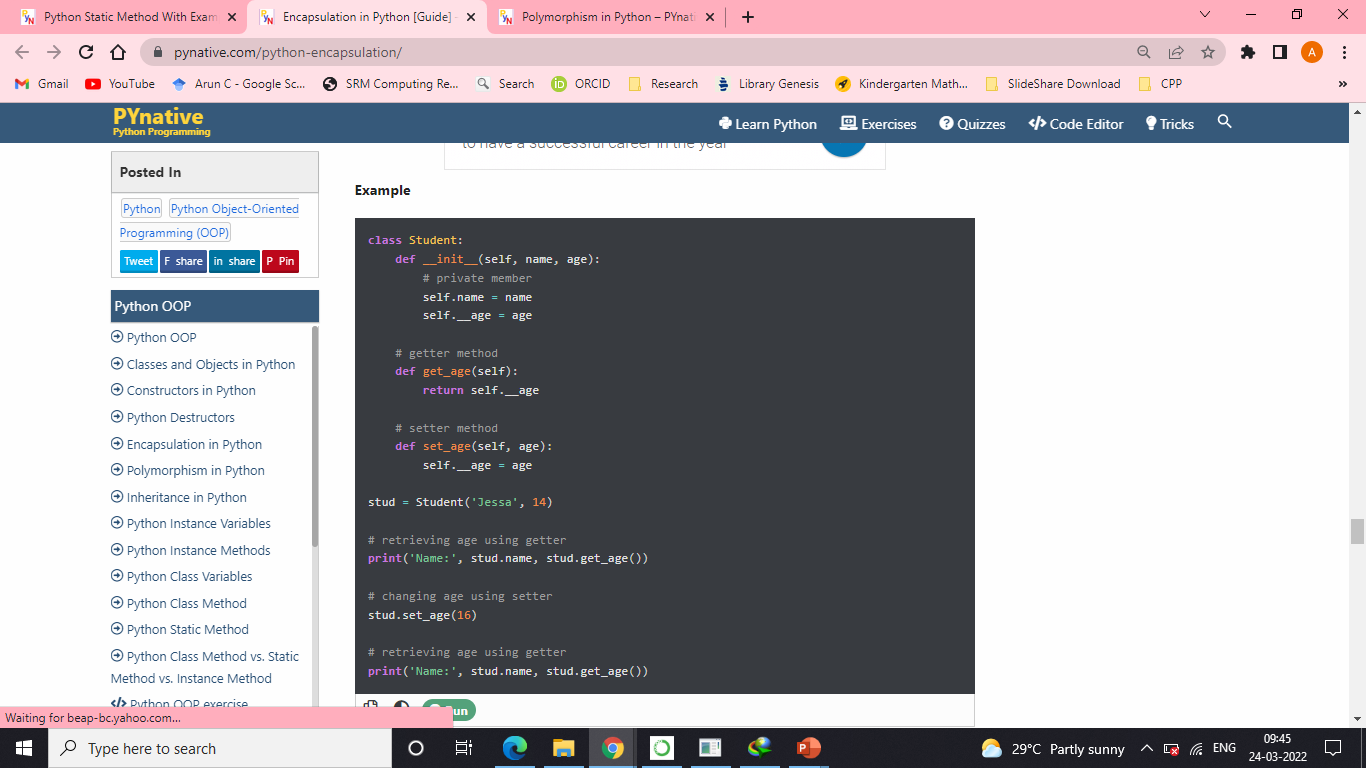 Python Static Method With Exam
Encapsulation in Python [Guide] -
Polymorphism in Python – PYnati
pynative.com/python-encapsulation/
A
Gmail
YouTube
Arun C - Google Sc...
SRM Computing Re...
Search
ORCID
Research
Library Genesis
Kindergarten Math...
SlideShare Download
CPP
»
PYnative
Python Programming
Learn Python
Exercises
Quizzes
Code Editor
Tricks
to have a successful career in the year
Posted In
Python Python Object-Oriented
Programming (OOP)
Tweet F share in share P Pin
Python OOP
Python OOP
Classes and Objects in Python
Constructors in Python
Python Destructors
Encapsulation in Python
Polymorphism in Python
Inheritance in Python
Python Instance Variables
Python Instance Methods
Python Class Variables
Python Class Method
Python Static Method
Python Class Method vs. Static
Method vs. Instance Method
Python OOP exercise
Example
class Student:
    def __init__(self, name, age):
        # private member
        self.name = name
        self.__age = age
    # getter method
    def get_age(self):
        return self.__age
    # setter method
    def set_age(self, age):
        self.__age = age
stud = Student('Jessa', 14)
# retrieving age using getter
print('Name:', stud.name, stud.get_age())
# changing age using setter
stud.set_age(16)
# retrieving age using getter
print('Name:', stud.name, stud.get_age())
Waiting for beap-bc.yahoo.com...
Type here to search
29°C Partly sunny
ENG
09:45
24-03-2022